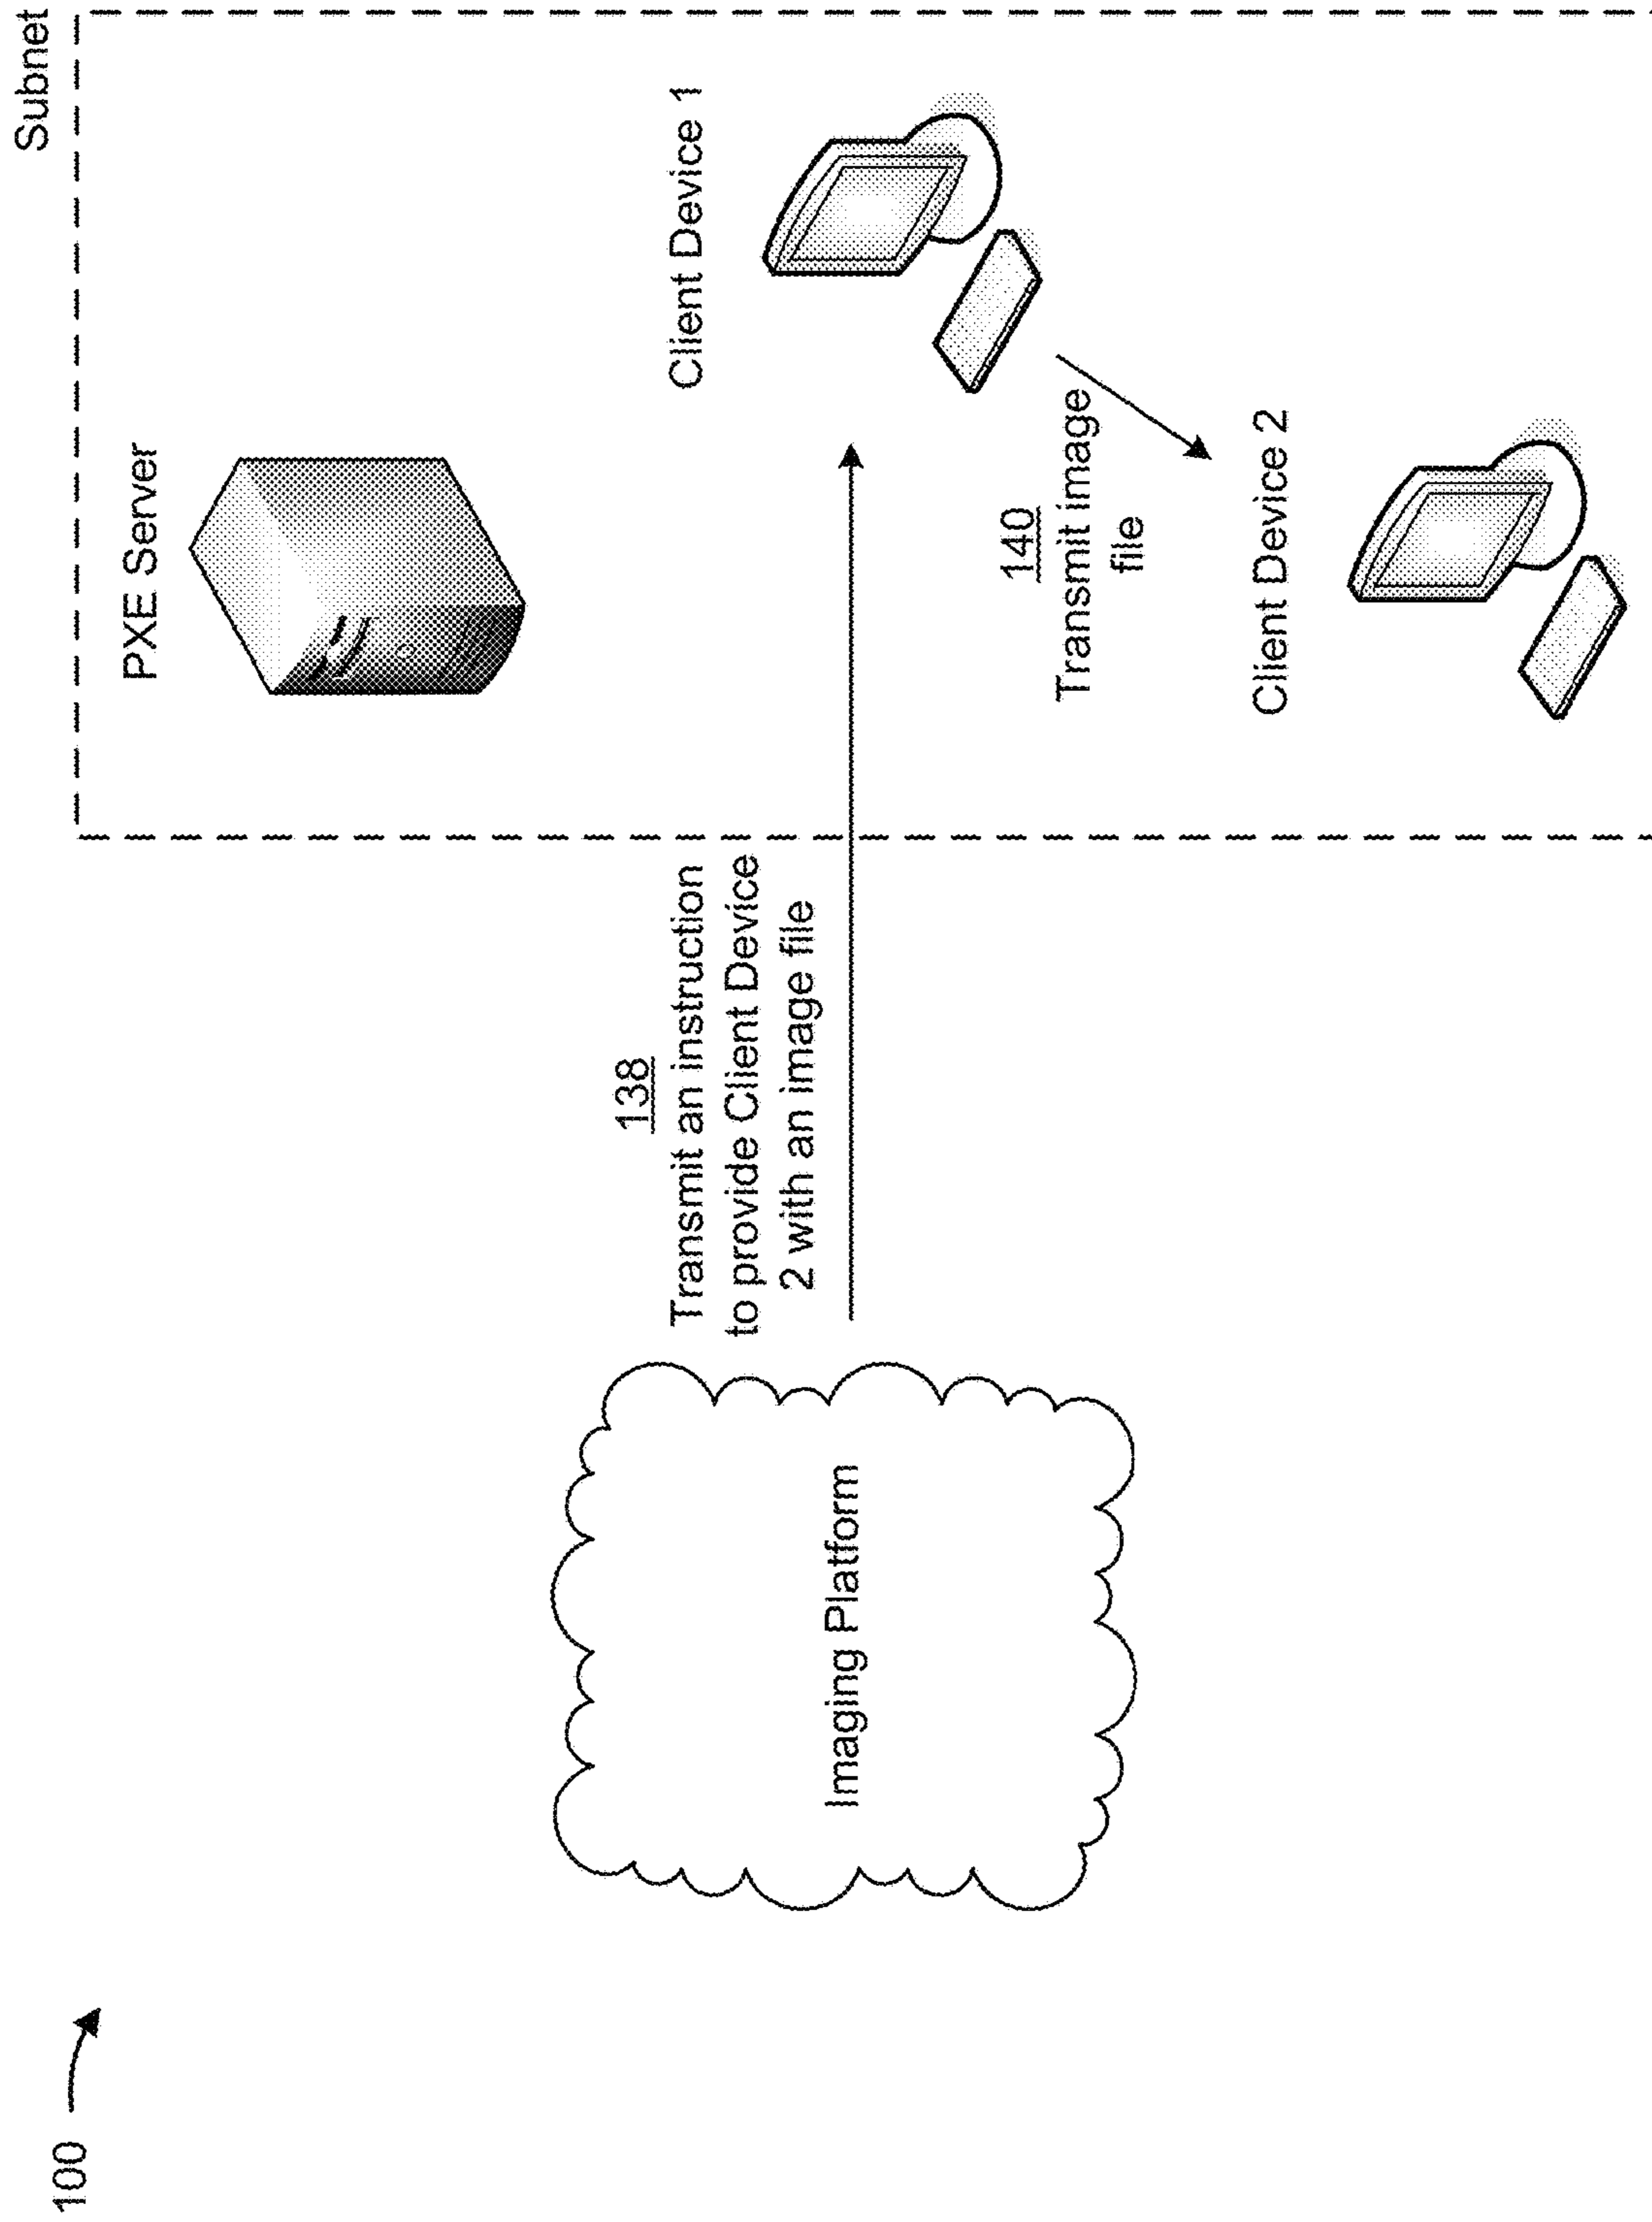 100
Subnet
PXE Server
138
Transmit an instruction
to provide Client Device
2 with an image file
Client Device 1
Imaging Platform
140
Transmit image
file
Client Device 2